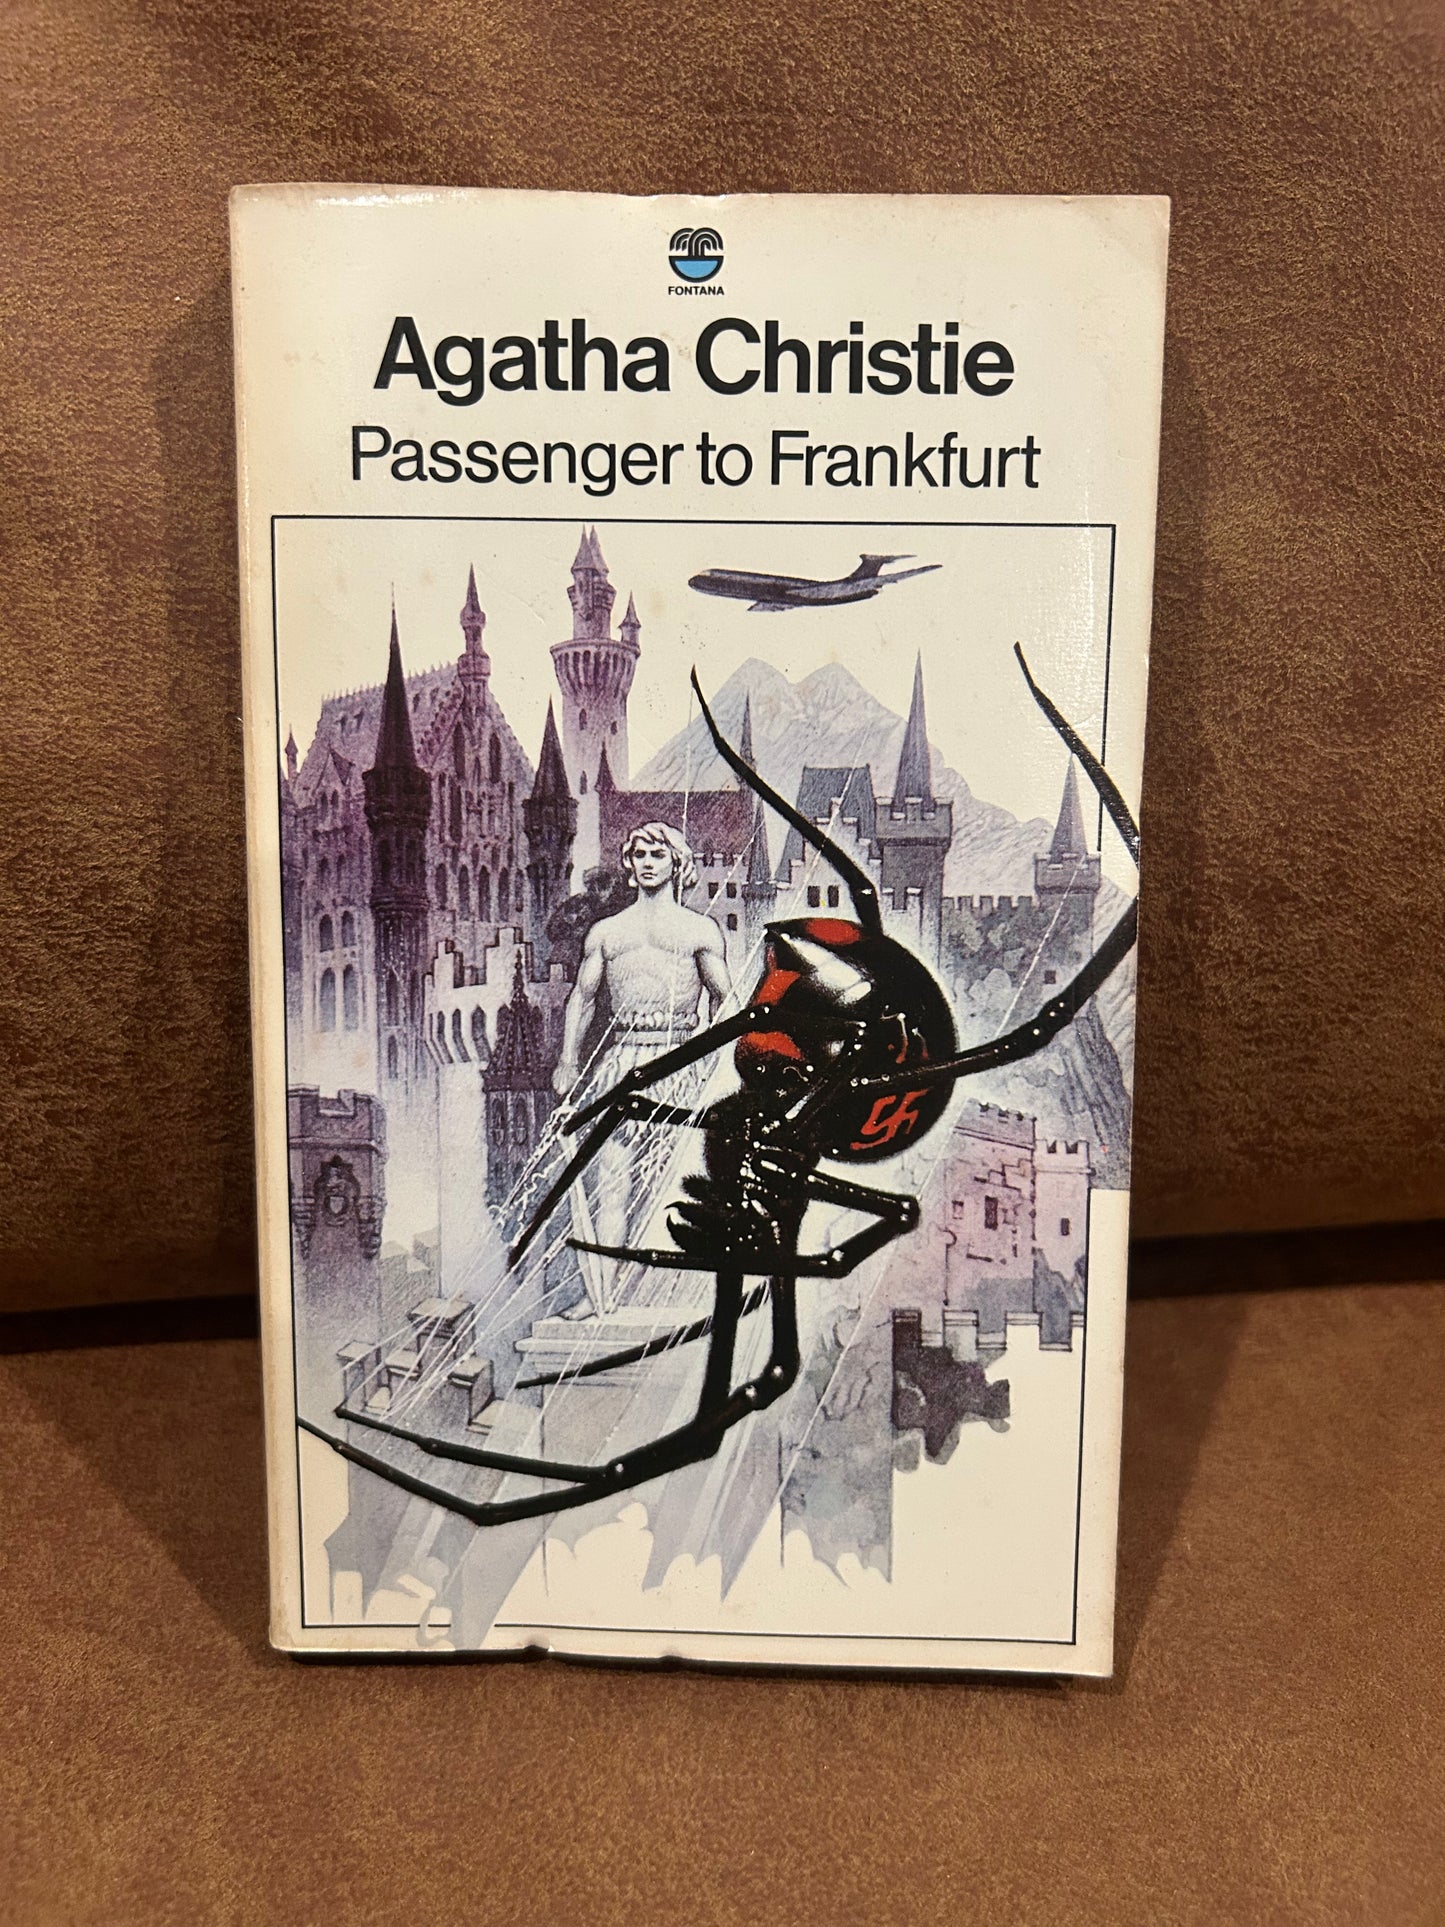 FONTANA
Agatha Christie
Passenger to Frankfurt